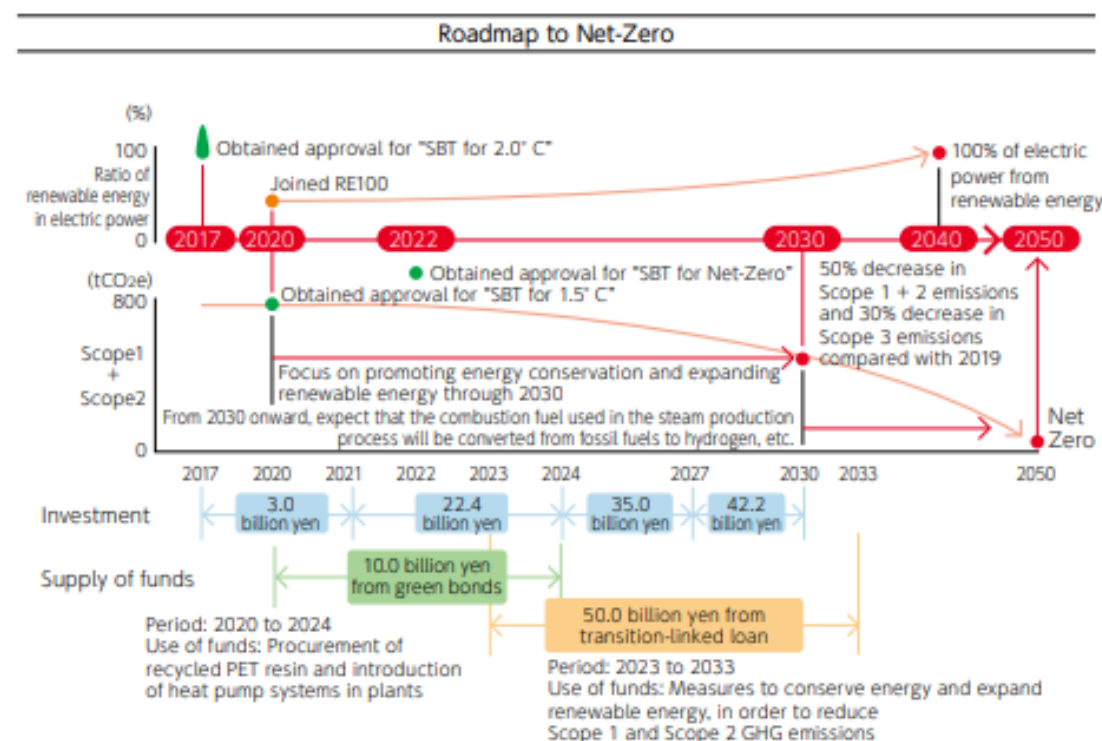 Roadmap to Net-Zero
(%)
100
Ratio of
renewable energy
in electric power
0
Obtained approval for "SBT for 2.0° C"
Joined RE100
100% of electric
power from
renewable energy
2017
2020
2022
2030
2040
2050
(tCO2e)
800
Scope1
+
Scope2
0
Obtained approval for "SBT for Net-Zero"
Obtained approval for "SBT for 1.5° C"
50% decrease in
Scope 1 + 2 emissions
and 30% decrease in
Scope 3 emissions
compared with 2019
Focus on promoting energy conservation and expanding
renewable energy through 2030
From 2030 onward, expect that the combustion fuel used in the steam production
process will be converted from fossil fuels to hydrogen, etc.
Net
Zero
2017
2020
2021
2022
2023
2024
2027
2030
2033
2050
Investment
3.0
billion yen
22.4
billion yen
35.0
billion yen
42.2
billion yen
Supply of funds
10.0 billion yen
from green bonds
50.0 billion yen from
transition-linked loan
Period: 2020 to 2024
Use of funds: Procurement of
recycled PET resin and introduction
of heat pump systems in plants
Period: 2023 to 2033
Use of funds: Measures to conserve energy and expand
renewable energy, in order to reduce
Scope 1 and Scope 2 GHG emissions